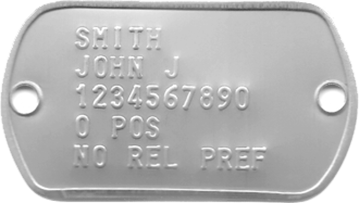 SMITH
JOHN J
1234567890
O POS
NO REL PREF